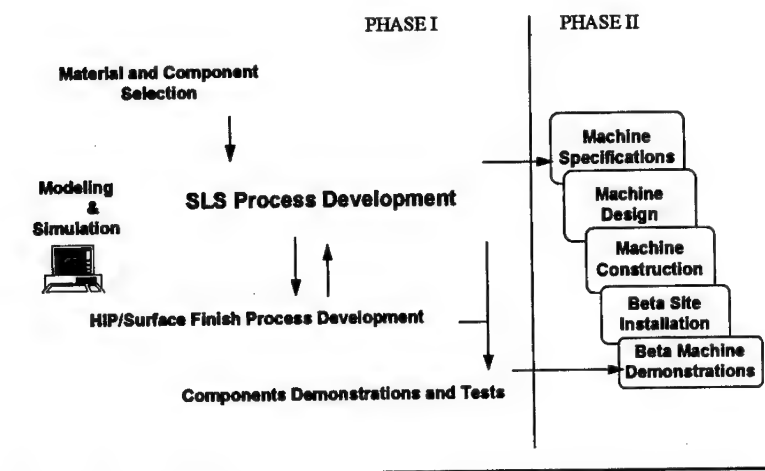 PHASE I
PHASE II
Material and Component
Selection
Modeling
&
Simulation
SLS Process Development
HIP/Surface Finish Process Development
Components Demonstrations and Tests
Machine
Specifications
Machine
Design
Machine
Construction
Beta Site
Installation
Beta Machine
Demonstrations